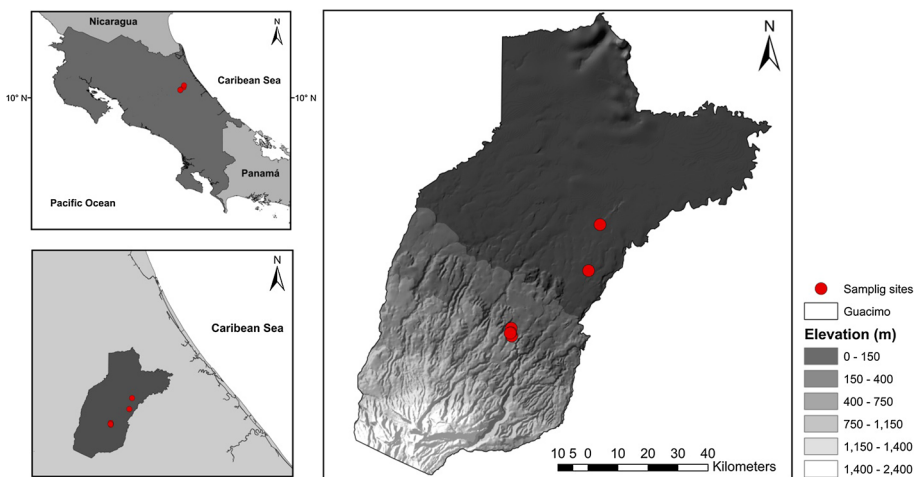 Nicaragua
N
Caribean Sea
10° N
10° N
Panamá
Pacific Ocean
N
Caribbean Sea
N
10 5 0 10 20 30 40
Kilometers
Samplig sites
Guacimo
Elevation (m)
0 - 150
150 - 400
400 - 750
750 - 1,150
1,150 - 1,400
1,400 - 2,400